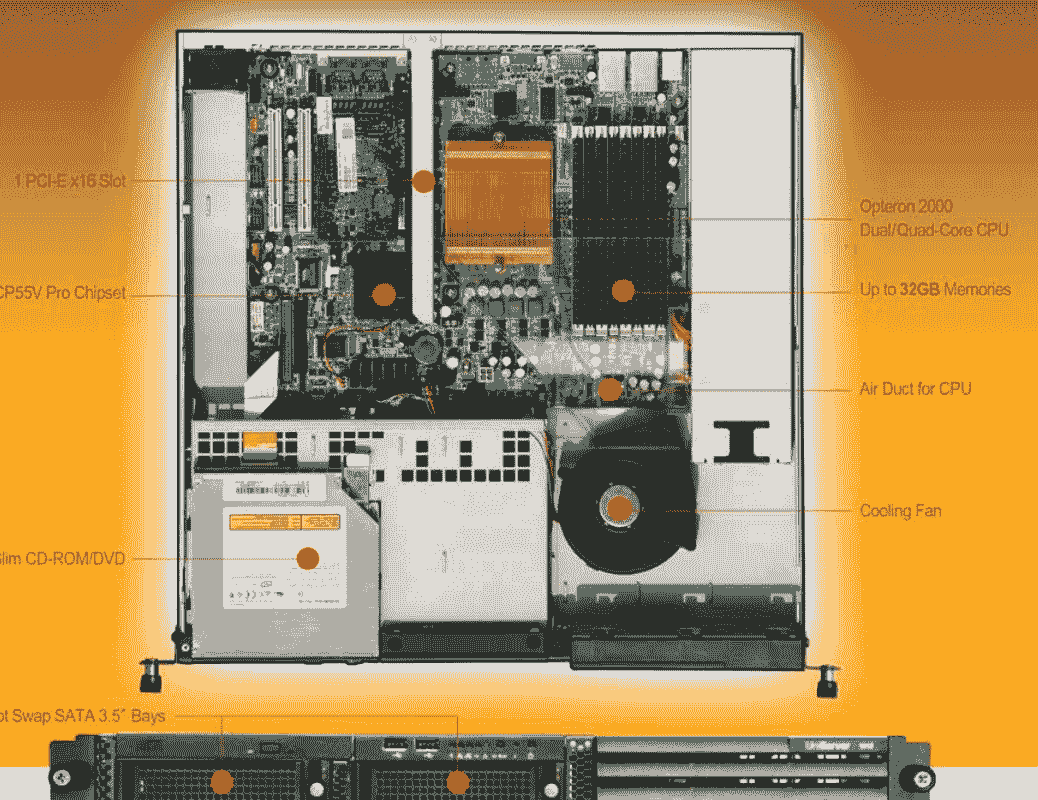 1 PCI-E x16 Slot
Opteron 2000
Dual/Quad-Core CPU
CP55V Pro Chipset
Up to 32GB Memories
Air Duct for CPU
Cooling Fan
Slim CD-ROM/DVD
Swap SATA 3.5" Bays